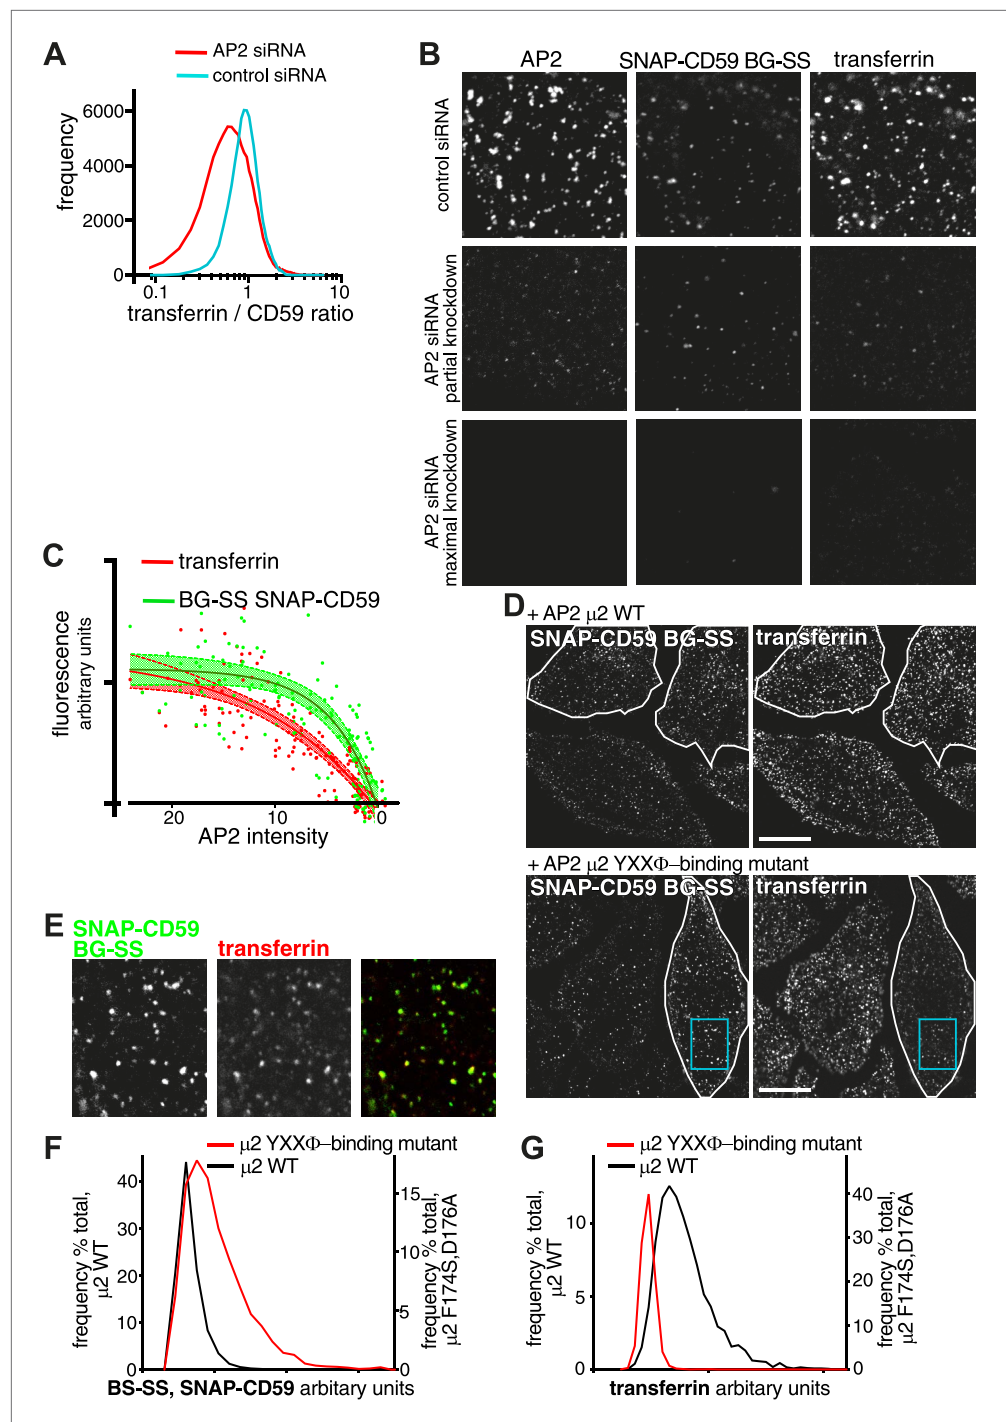 A
AP2 siRNA
control siRNA
frequency
6000
4000
2000
0
0.1
1
10
transferrin / CD59 ratio
B
AP2
SNAP-CD59 BG-SS
transferrin
control siRNA
AP2 siRNA
partial knockdown
AP2 siRNA
maximal knockdown
C
transferrin
BG-SS SNAP-CD59
fluorescence
arbitrary units
20
10
0
AP2 intensity
D
+ AP2 μ2 WT
SNAP-CD59 BG-SS
transferrin
+ AP2 μ2 YXXΦ–binding mutant
SNAP-CD59 BG-SS
transferrin
E
SNAP-CD59
BG-SS
transferrin
F
μ2 YXXΦ–binding mutant
μ2 WT
frequency % total,
μ2 WT
40
30
20
10
0
15
10
5
0
frequency % total,
μ2 F174S,D176A
BS-SS, SNAP-CD59 arbitary units
G
μ2 YXXΦ–binding mutant
μ2 WT
frequency % total,
μ2 WT
10
5
0
40
30
20
10
0
frequency % total,
μ2 F174S,D176A
transferrin arbitary units